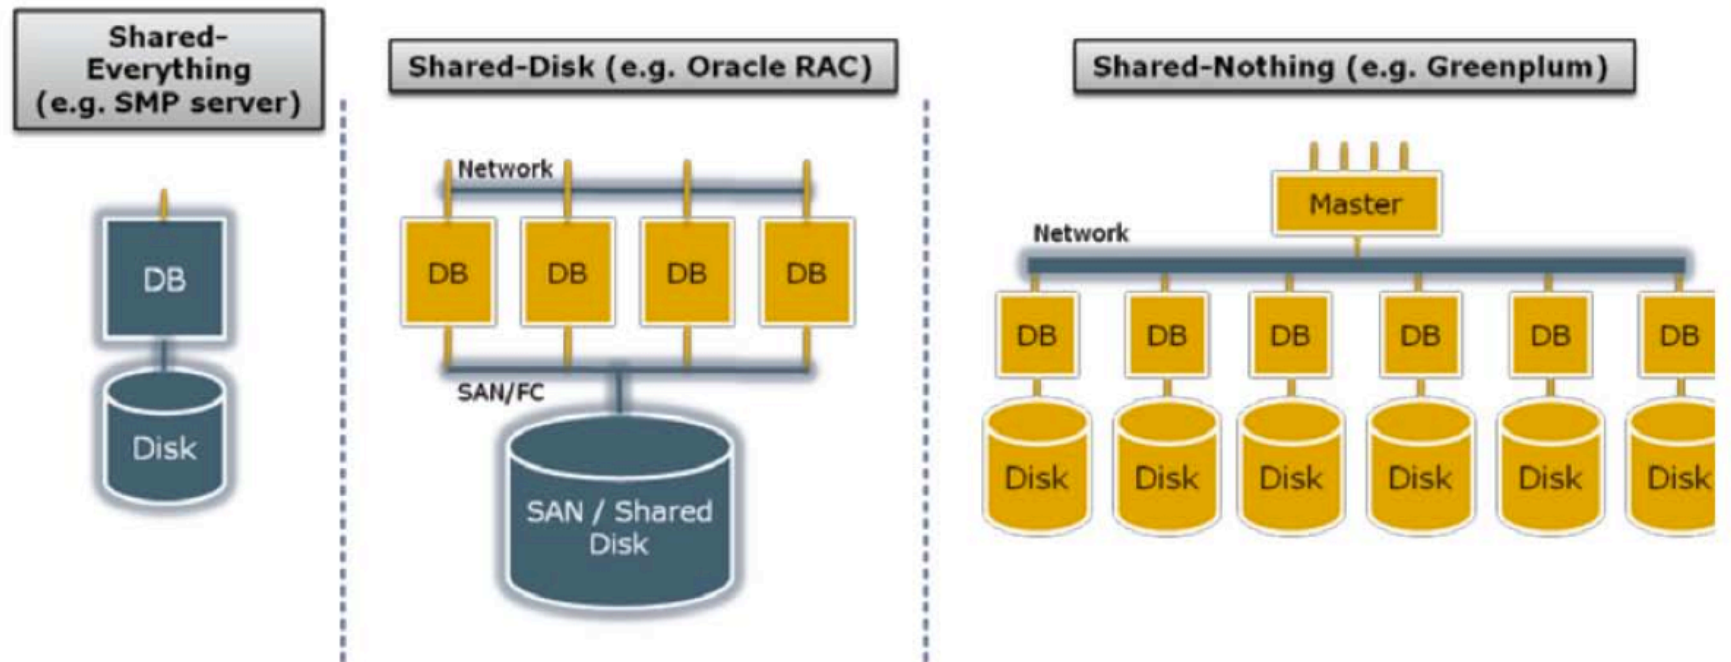 Shared-
Everything
(e.g. SMP server)
DB
Disk
Shared-Disk (e.g. Oracle RAC)
Network
DB DB DB DB
SAN/FC
SAN / Shared
Disk
Shared-Nothing (e.g. Greenplum)
Master
Network
DB DB DB DB DB DB
Disk Disk Disk Disk Disk Disk